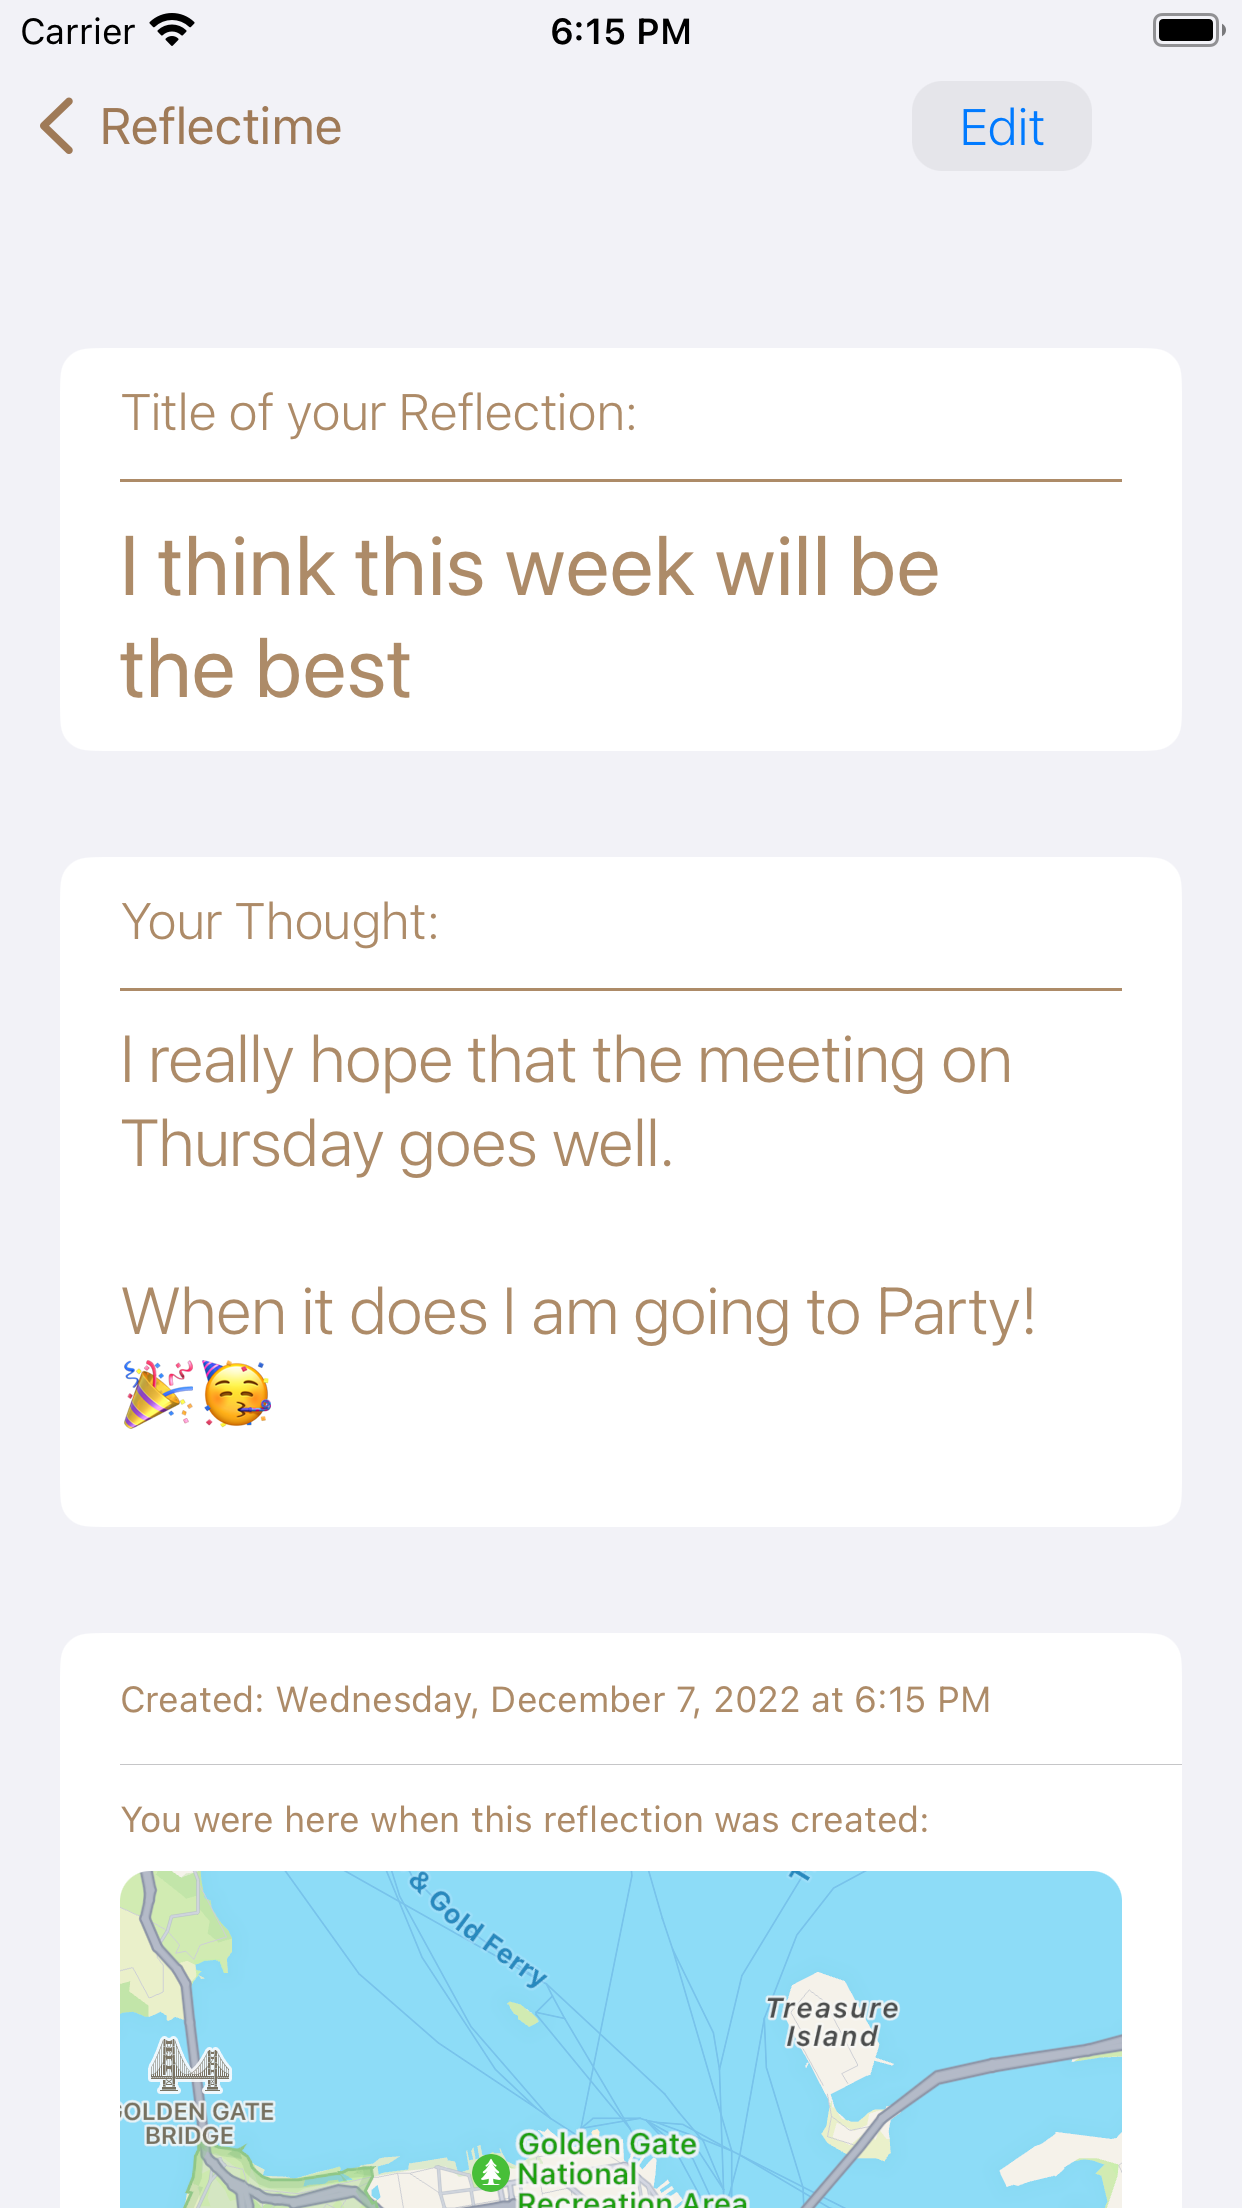 Carrier 6:15 PM
Reflectime Edit
Title of your Reflection:
I think this week will be
the best
Your Thought:
I really hope that the meeting on
Thursday goes well.
When it does I am going to Party!
🎉🥳
Created: Wednesday, December 7, 2022 at 6:15 PM
You were here when this reflection was created:
& Gold Ferry
Treasure
Island
OLDEN GATE
BRIDGE
Golden Gate
National
Recreation Area